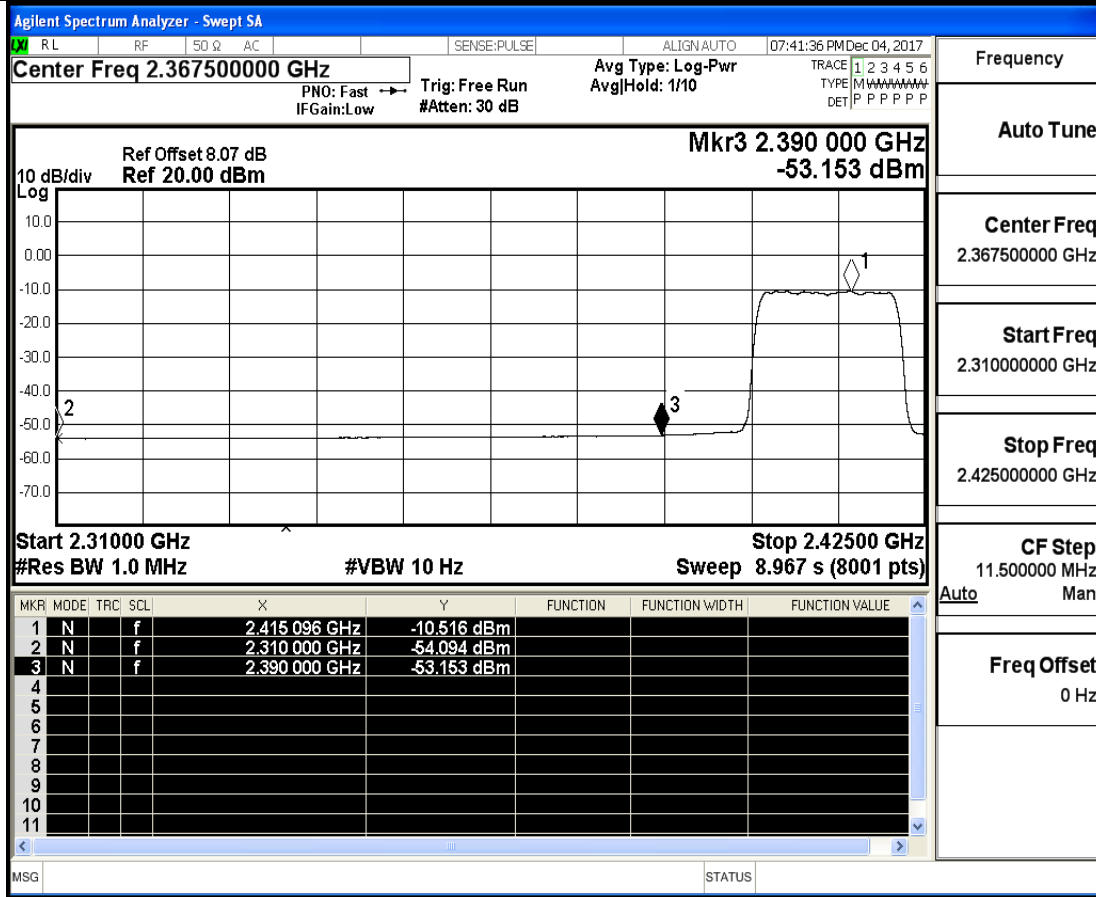 Agilent Spectrum Analyzer - Swept SA
LXI RL RF 50 Ω AC SENSE:PULSE ALIGN AUTO 07:41:36 PM Dec 04, 2017
Center Freq 2.367500000 GHz
PNO: Fast
IFGain:Low
Trig: Free Run
#Atten: 30 dB
Avg Type: Log-Pwr
Avg|Hold: 1/10
TRACE 1 2 3 4 5 6
TYPE M WWWWW
DET P P P P P P
Mkr3 2.390 000 GHz
-53.153 dBm
Ref Offset 8.07 dB
10 dB/div Ref 20.00 dBm
Log
10.0
0.00
-10.0
-20.0
-30.0
-40.0
-50.0
-60.0
-70.0
1
2
3
Start 2.31000 GHz Stop 2.42500 GHz
#Res BW 1.0 MHz #VBW 10 Hz Sweep 8.967 s (8001 pts)
MKR MODE TRC SCL X Y FUNCTION FUNCTION WIDTH FUNCTION VALUE
1 N f 2.415 096 GHz -10.516 dBm
2 N f 2.310 000 GHz -54.094 dBm
3 N f 2.390 000 GHz -53.153 dBm
4
5
6
7
8
9
10
11
MSG STATUS
Frequency
Auto Tune
Center Freq
2.367500000 GHz
Start Freq
2.310000000 GHz
Stop Freq
2.425000000 GHz
CF Step
11.500000 MHz
Auto Man
Freq Offset
0 Hz